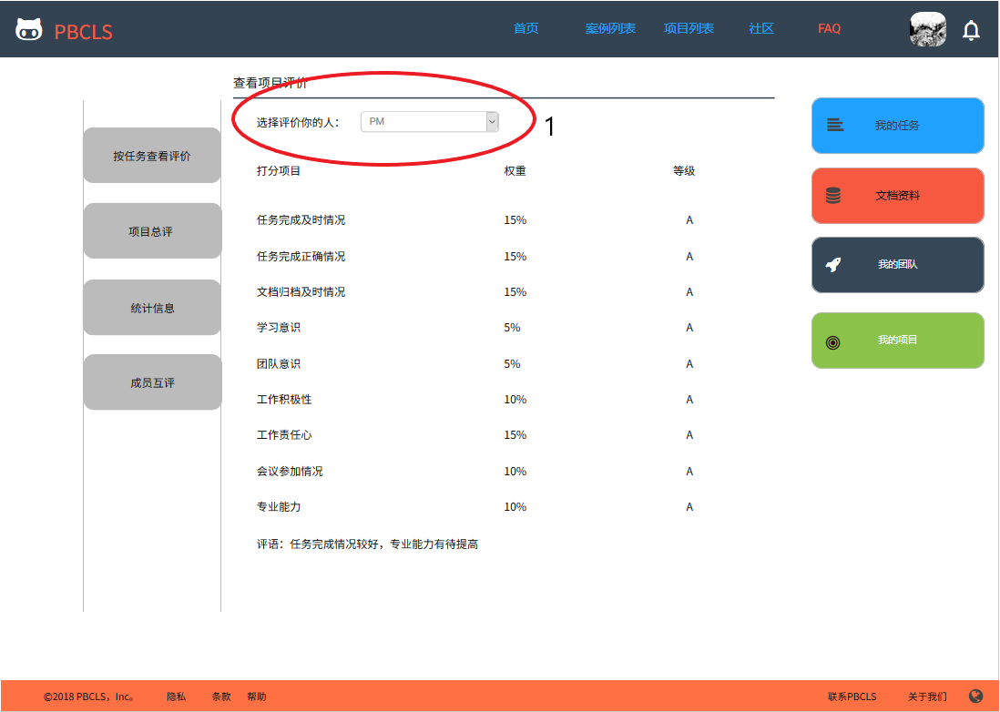 PBCLS 首页 案例列表 项目列表 社区 FAQ
查看项目评价
选择评价你的人： PM
1
打分项目 权重 等级
任务完成及时情况 15% A
任务完成正确情况 15% A
文档归档及时情况 15% A
学习意识 5% A
团队意识 5% A
工作积极性 10% A
工作责任心 15% A
会议参加情况 10% A
专业能力 10% A
评语：任务完成情况较好，专业能力有待提高
按任务查看评价
项目总评
统计信息
成员互评
我的任务
文档资料
我的团队
我的项目
©2018 PBCLS，Inc。 隐私 条款 帮助 联系PBCLS 关于我们